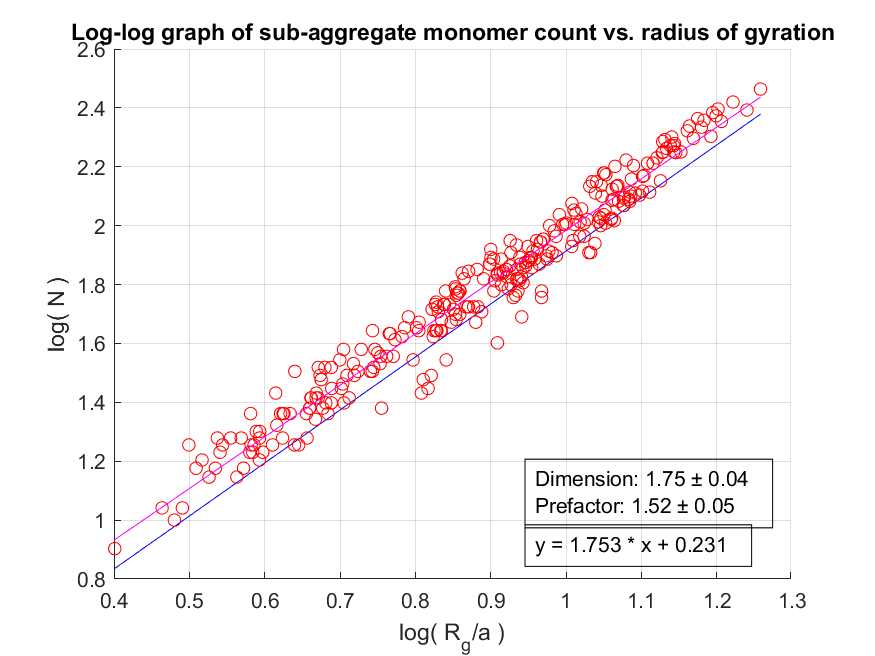 Log-log graph of sub-aggregate monomer count vs. radius of gyration
2.6
2.4
2.2
2
1.8
1.6
1.4
1.2
1
0.8
log( N )
Dimension: 1.75 ± 0.04
Prefactor: 1.52 ± 0.05
y = 1.753 * x + 0.231
0.4 0.5 0.6 0.7 0.8 0.9 1 1.1 1.2 1.3
log( R_g/a )